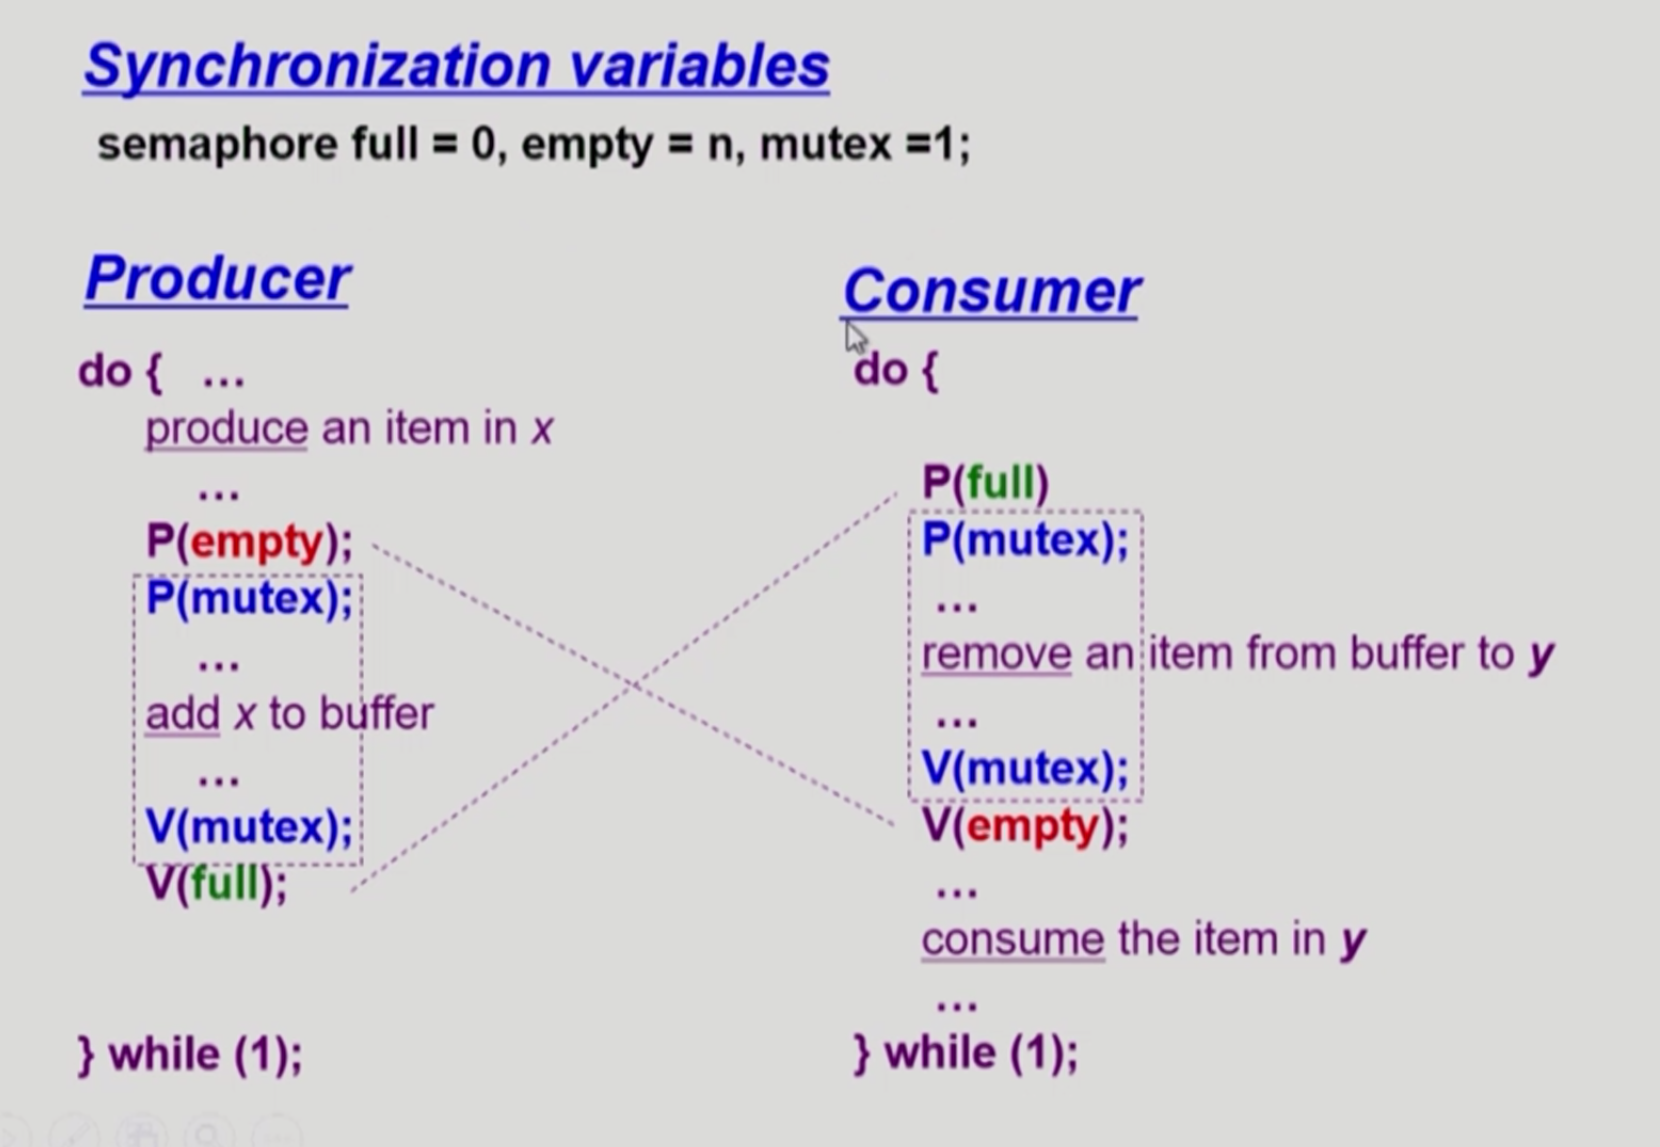 Synchronization variables
semaphore full = 0, empty = n, mutex =1;
Producer
do { ...
produce an item in x
...
P(empty);
P(mutex);
...
add x to buffer
...
V(mutex);
V(full);
} while (1);
Consumer
do {
P(full)
P(mutex);
...
remove an item from buffer to y
...
V(mutex);
V(empty);
...
consume the item in y
...
} while (1);